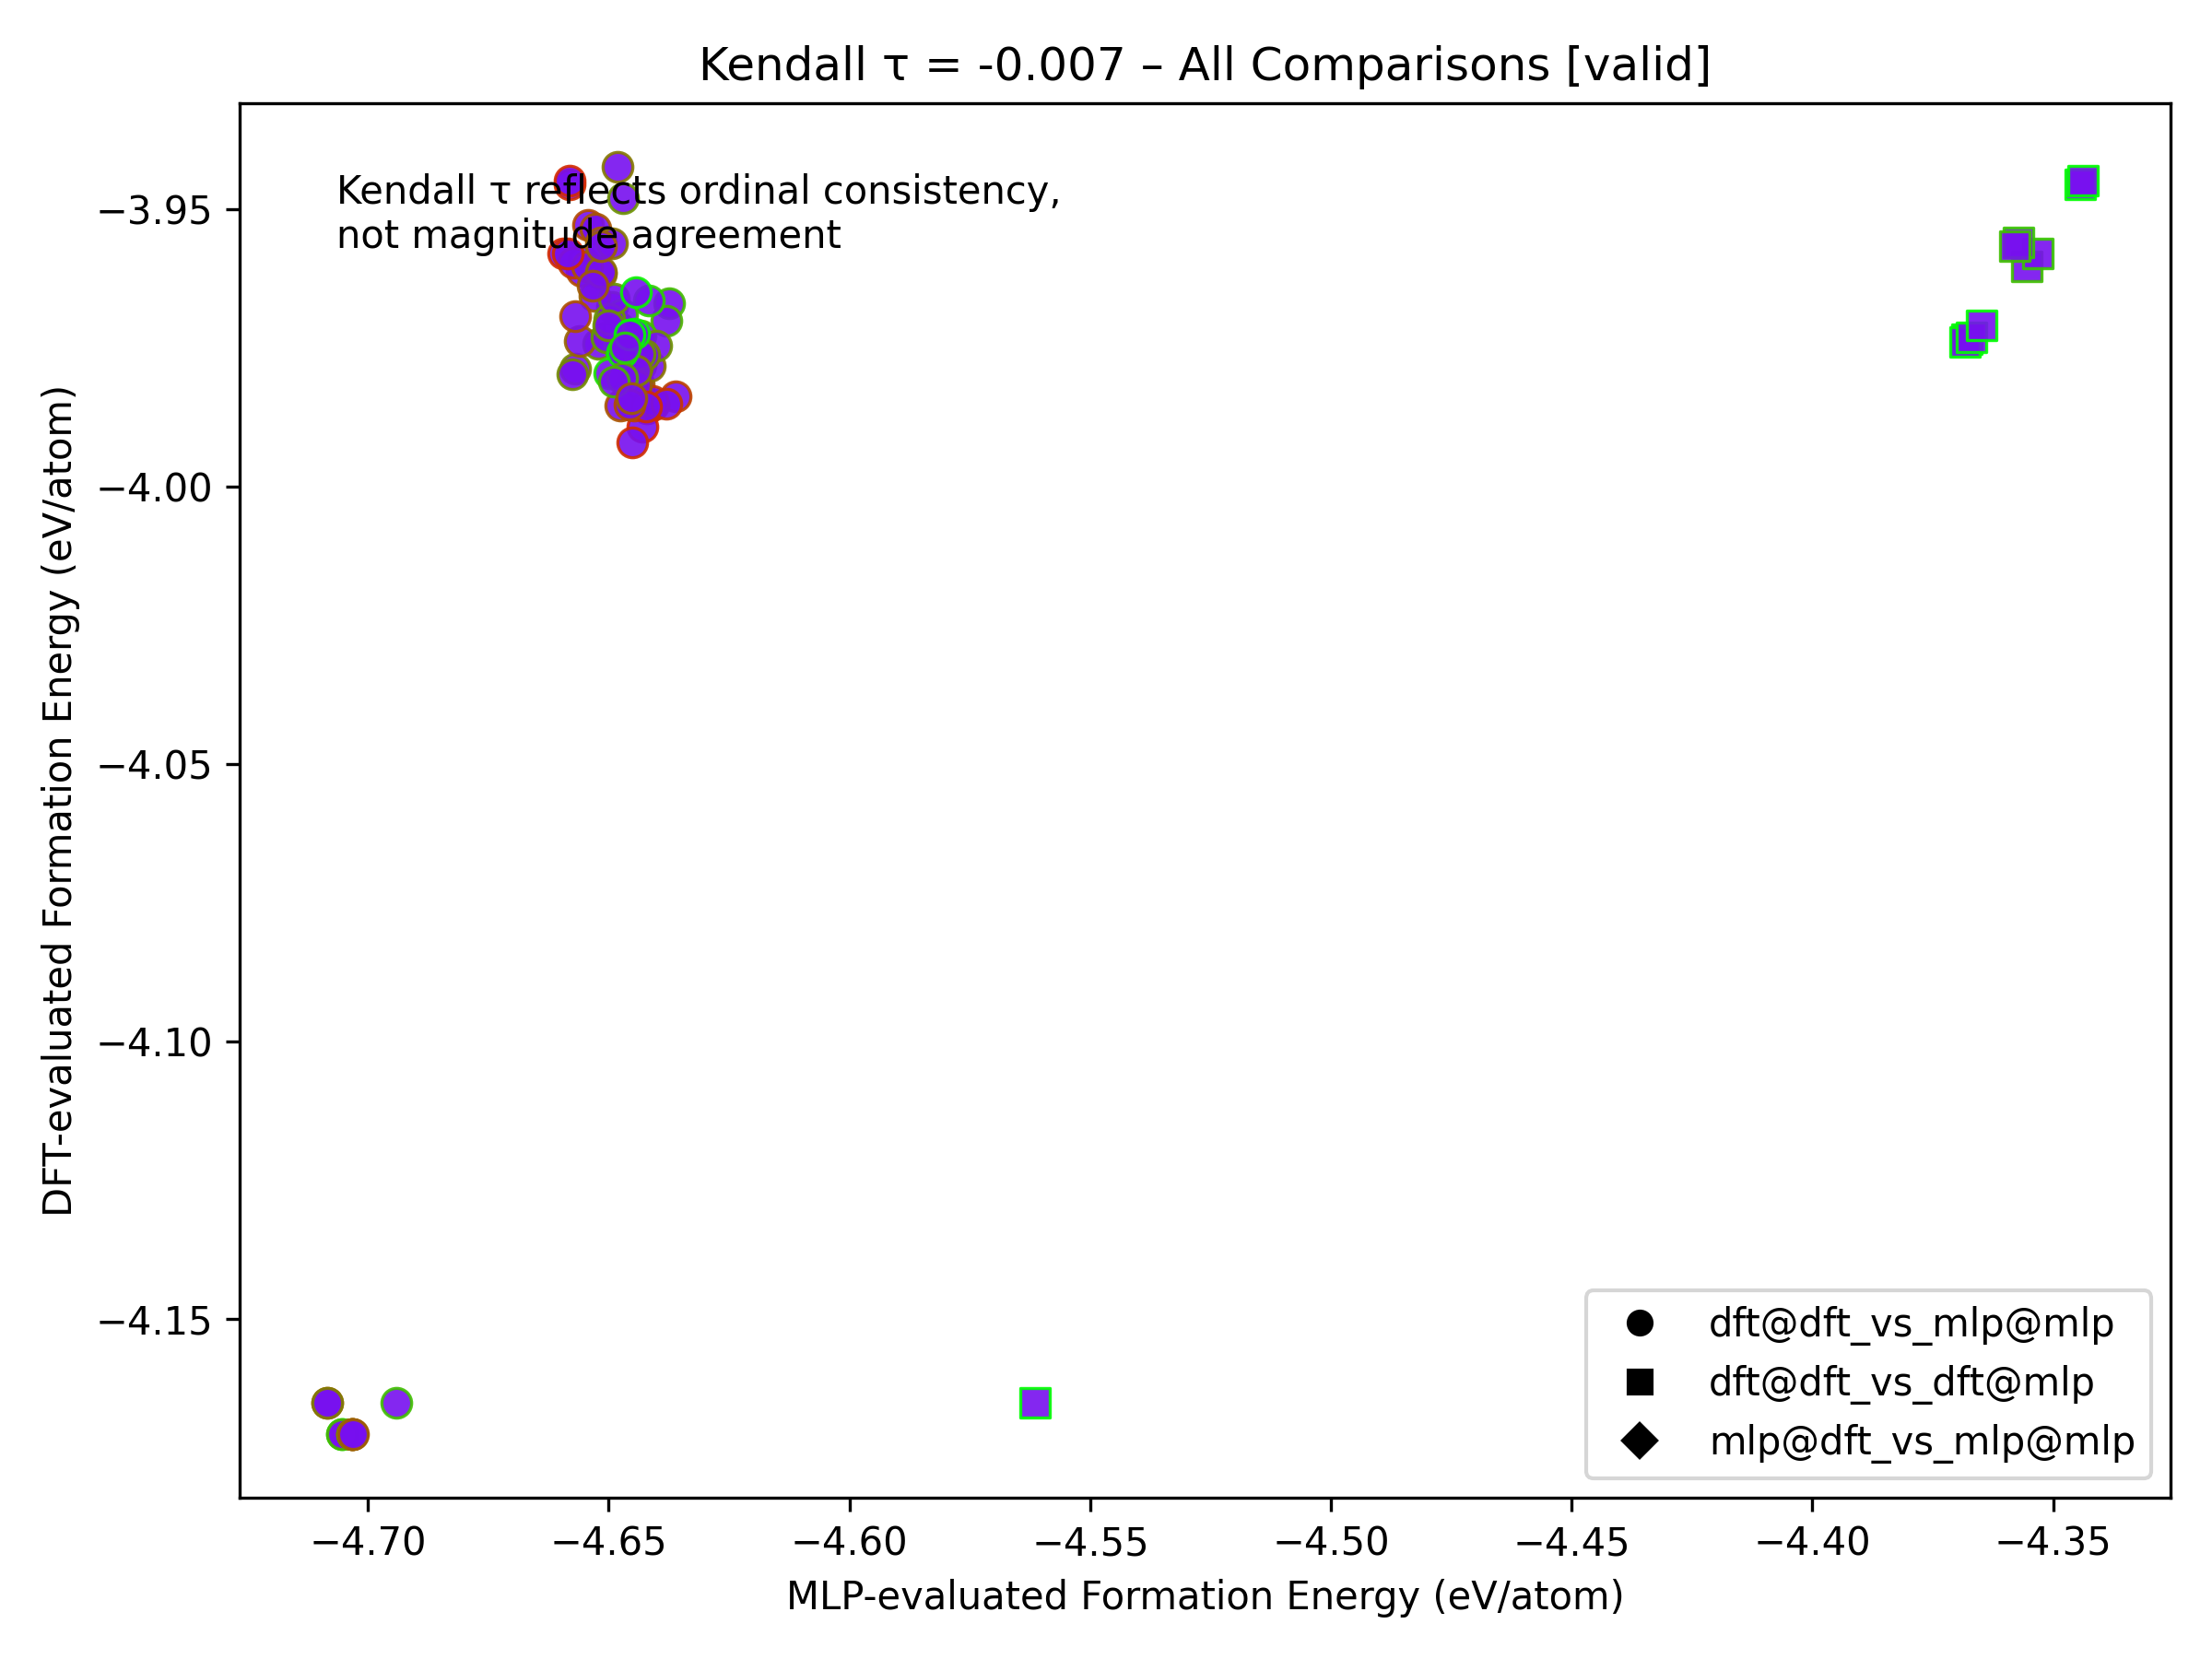 Kendall τ = -0.007 – All Comparisons [valid]
Kendall τ reflects ordinal consistency,
not magnitude agreement
DFT-evaluated Formation Energy (eV/atom)
−3.95
−4.00
−4.05
−4.10
−4.15
dft@dft_vs_mlp@mlp
dft@dft_vs_dft@mlp
mlp@dft_vs_mlp@mlp
−4.70
−4.65
−4.60
−4.55
−4.50
−4.45
−4.40
−4.35
MLP-evaluated Formation Energy (eV/atom)